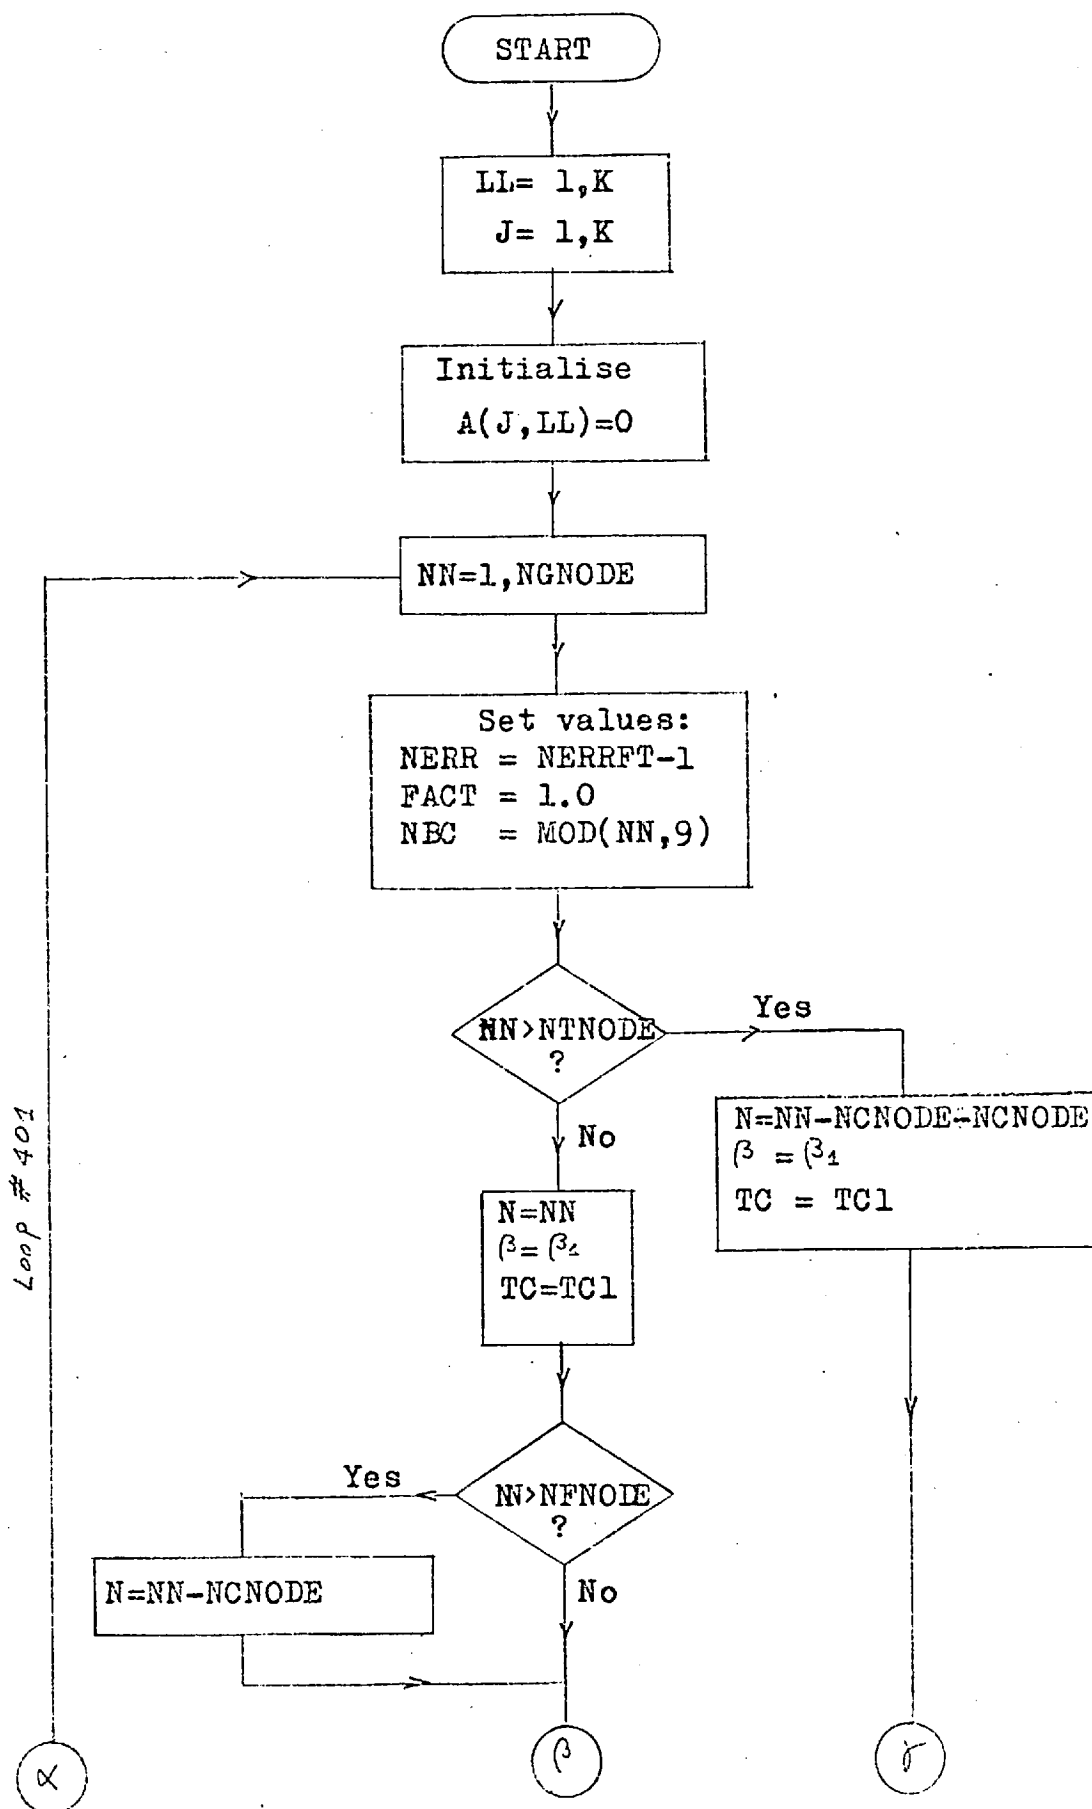 START
LL= 1,K
J= 1,K
Initialise
A(J,LL)=0
NN=1,NGNODE
Set values:
NERR = NERRFT-1
FACT = 1.0
NBC = MOD(NN,9)
NN>NTNODE
?
Yes
No
N=NN-NCNODE-NCNODE
β = β1
TC = TC1
N=NN
β = β1
TC=TC1
Loop # 401
NN>NFNODE
?
Yes
No
N=NN-NCNODE
α
β
γ